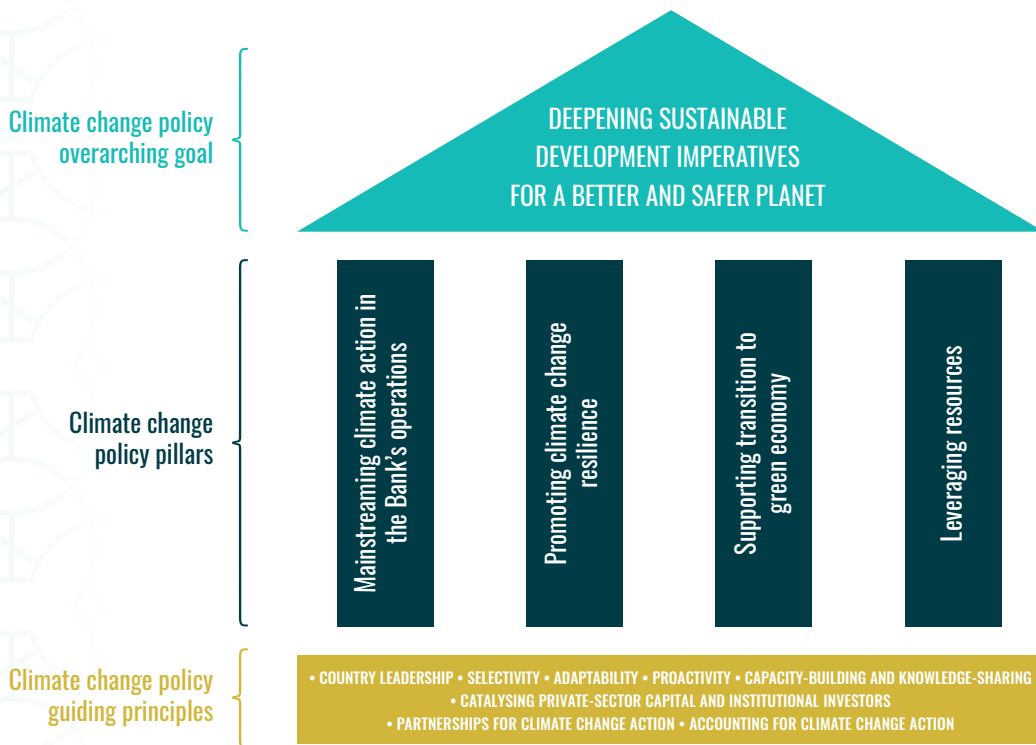 Climate change policy
overarching goal
DEEPENING SUSTAINABLE
DEVELOPMENT IMPERATIVES
FOR A BETTER AND SAFER PLANET
Climate change
policy pillars
Mainstreaming climate action in
the Bank's operations
Promoting climate change
resilience
Supporting transition to
green economy
Leveraging resources
Climate change policy
guiding principles
• COUNTRY LEADERSHIP • SELECTIVITY • ADAPTABILITY • PROACTIVITY • CAPACITY-BUILDING AND KNOWLEDGE-SHARING
• CATALYSING PRIVATE-SECTOR CAPITAL AND INSTITUTIONAL INVESTORS
• PARTNERSHIPS FOR CLIMATE CHANGE ACTION • ACCOUNTING FOR CLIMATE CHANGE ACTION